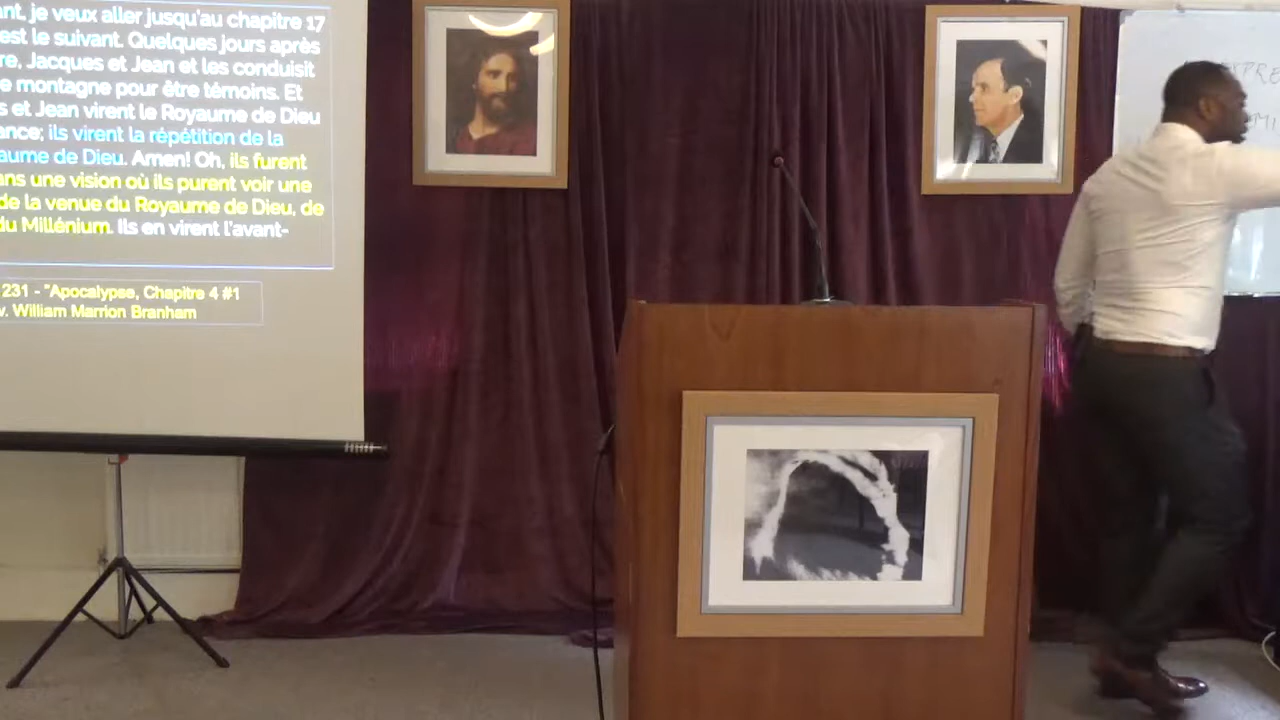 ant, je veux aller jusqu'au chapitre 17
est le suivant. Quelques jours après
re, Jacques et Jean et les conduisit
e montagne pour être témoins. Et
s et Jean virent le Royaume de Dieu
ance; ils virent la répétition de la
aume de Dieu. Amen! Oh, ils furent
ans une vision où ils purent voir une
de la venue du Royaume de Dieu, de
du Millénium. Ils en virent l'avant-
231 - "Apocalypse, Chapitre 4 #1
v. William Marrion Branham